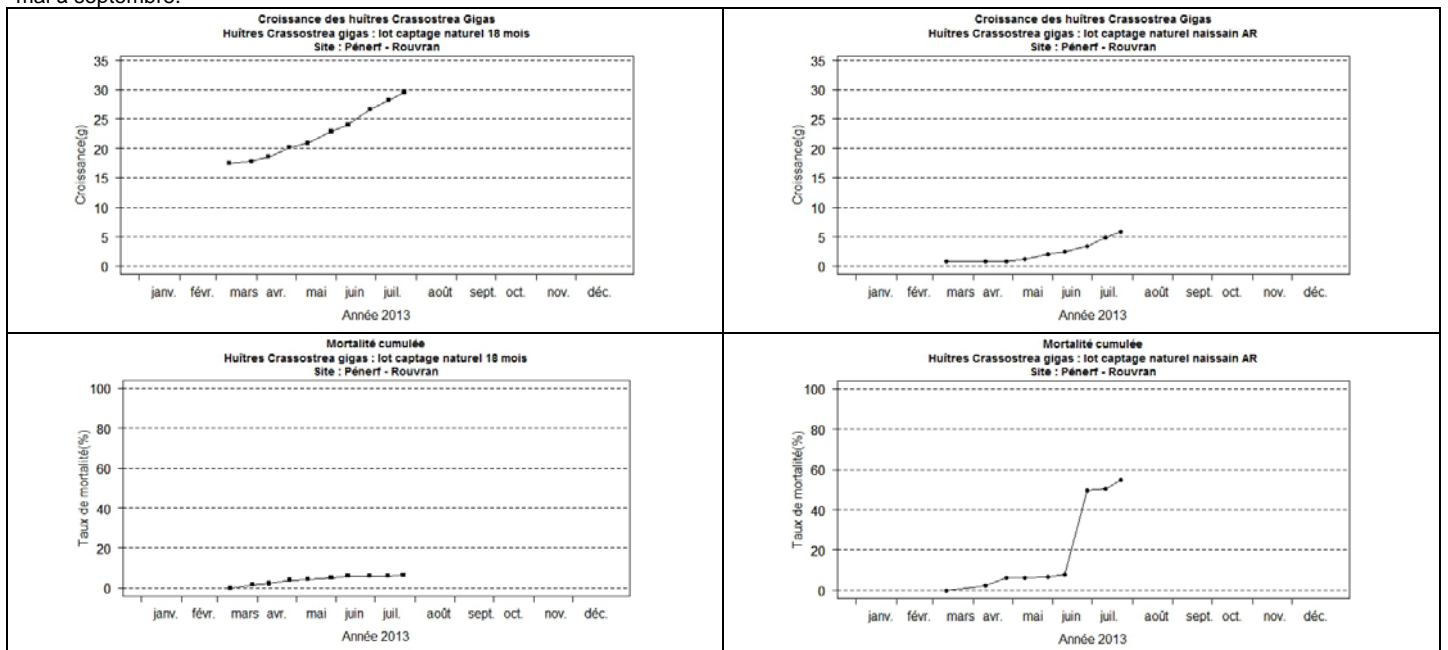 mai à septembre.
Croissance des huîtres Crassostrea Gigas
Huîtres Crassostrea gigas : lot captage naturel 18 mois
Site : Pénerf - Rouvran
35
30
25
20
15
10
5
0
Croissance(g)
janv. févr. mars avr. mai juin juil. août sept. oct. nov. déc.
Année 2013
Croissance des huîtres Crassostrea Gigas
Huîtres Crassostrea gigas : lot captage naturel naissain AR
Site : Pénerf - Rouvran
35
30
25
20
15
10
5
0
Croissance(g)
janv. févr. mars avr. mai juin juil. août sept. oct. nov. déc.
Année 2013
Mortalité cumulée
Huîtres Crassostrea gigas : lot captage naturel 18 mois
Site : Pénerf - Rouvran
100
80
60
40
20
0
Taux de mortalité(%)
janv. févr. mars avr. mai juin juil. août sept. oct. nov. déc.
Année 2013
Mortalité cumulée
Huîtres Crassostrea gigas : lot captage naturel naissain AR
Site : Pénerf - Rouvran
100
80
60
40
20
0
Taux de mortalité(%)
janv. févr. mars avr. mai juin juil. août sept. oct. nov. déc.
Année 2013